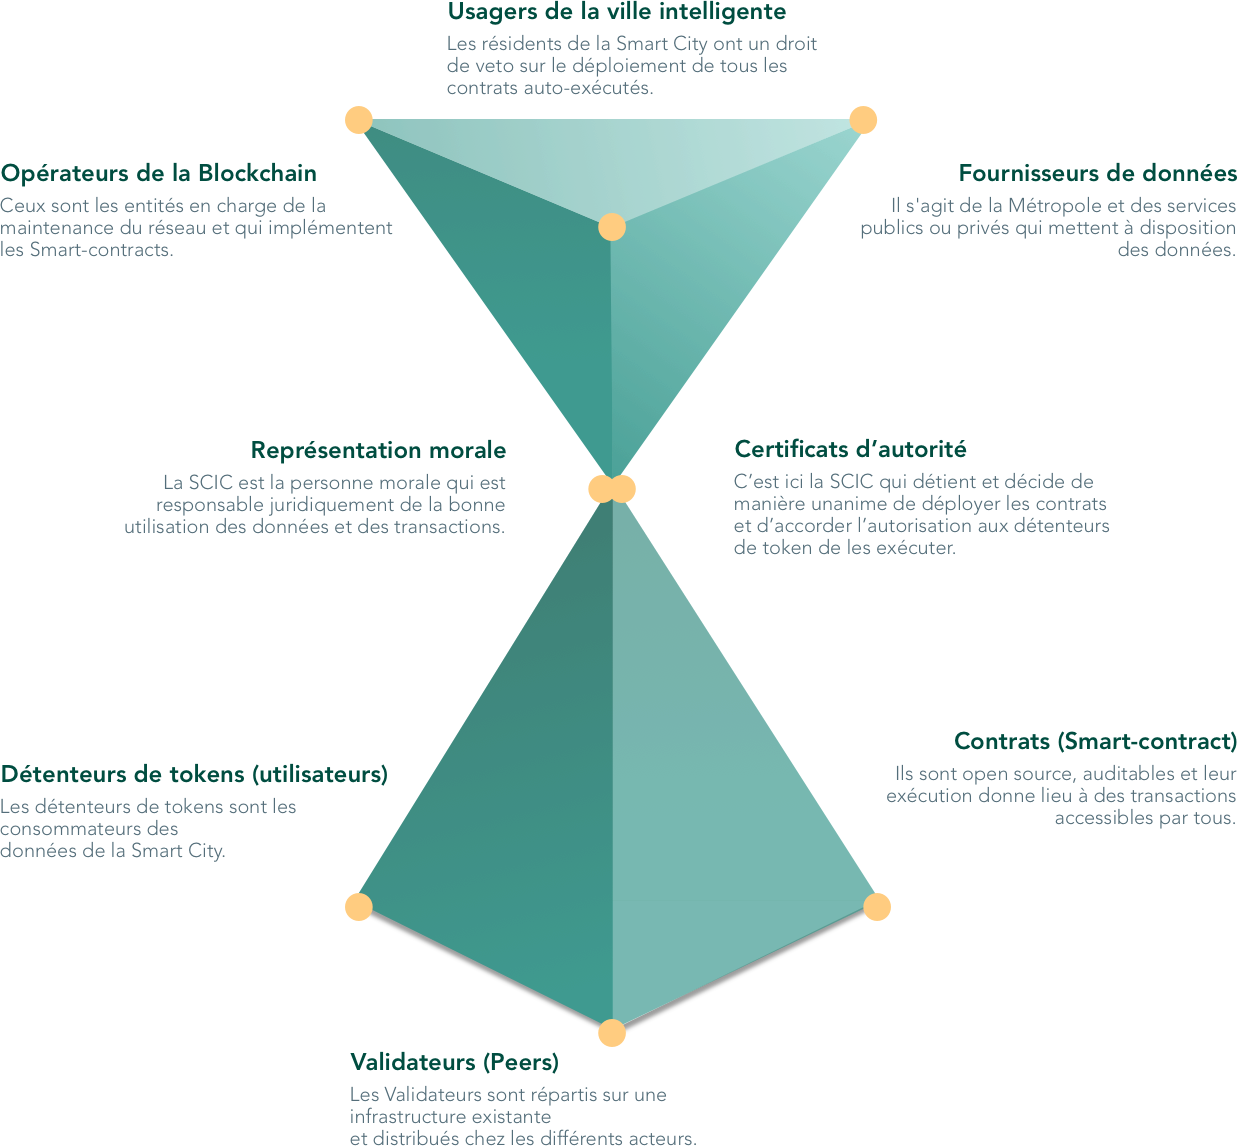 Usagers de la ville intelligente
Les résidents de la Smart City ont un droit
de veto sur le déploiement de tous les
contrats auto-exécutés.
Opérateurs de la Blockchain
Ceux sont les entités en charge de la
maintenance du réseau et qui implémentent
les Smart-contracts.
Fournisseurs de données
Il s'agit de la Métropole et des services
publics ou privés qui mettent à disposition
des données.
Représentation morale
La SCIC est la personne morale qui est
responsable juridiquement de la bonne
utilisation des données et des transactions.
Certificats d’autorité
C’est ici la SCIC qui détient et décide de
manière unanime de déployer les contrats
et d’accorder l’autorisation aux détenteurs
de token de les exécuter.
Détenteurs de tokens (utilisateurs)
Les détenteurs de tokens sont les
consommateurs des
données de la Smart City.
Contrats (Smart-contract)
Ils sont open source, auditables et leur
exécution donne lieu à des transactions
accessibles par tous.
Validateurs (Peers)
Les Validateurs sont répartis sur une
infrastructure existante
et distribués chez les différents acteurs.